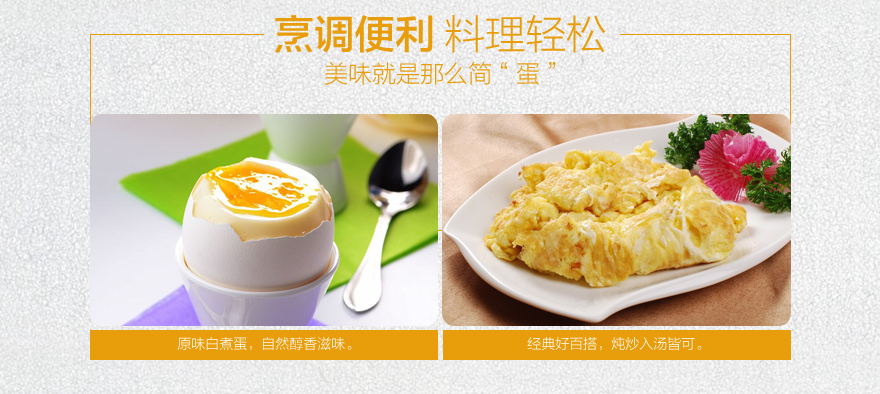 烹调便利 料理轻松
美味就是那么简“蛋”
原味白煮蛋，自然醇香滋味。
经典好百搭，炖炒入汤皆可。